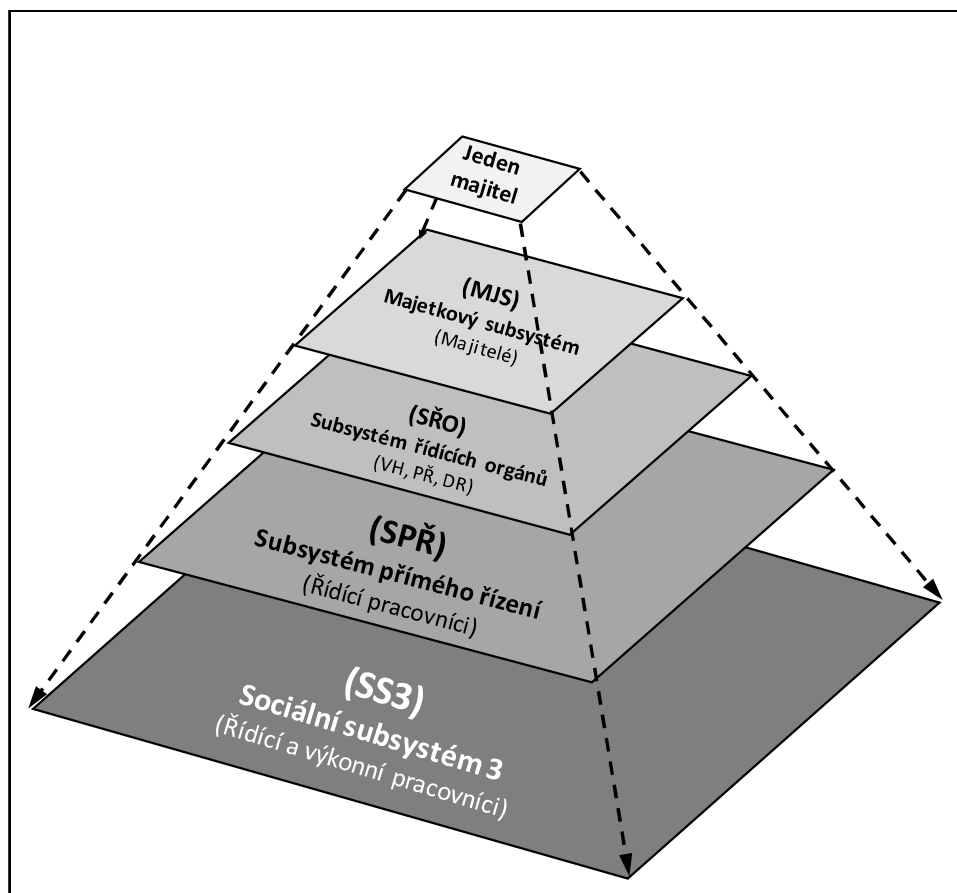 Jeden
majitel
(MJS)
Majetkový subsystém
(Majitelé)
(SŘO)
Subsystém řídících orgánů
(VH, PŘ, DR)
(SPŘ)
Subsystém přímého řízení
(Řídící pracovníci)
(SS3)
Sociální subsystém 3
(Řídící a výkonní pracovníci)